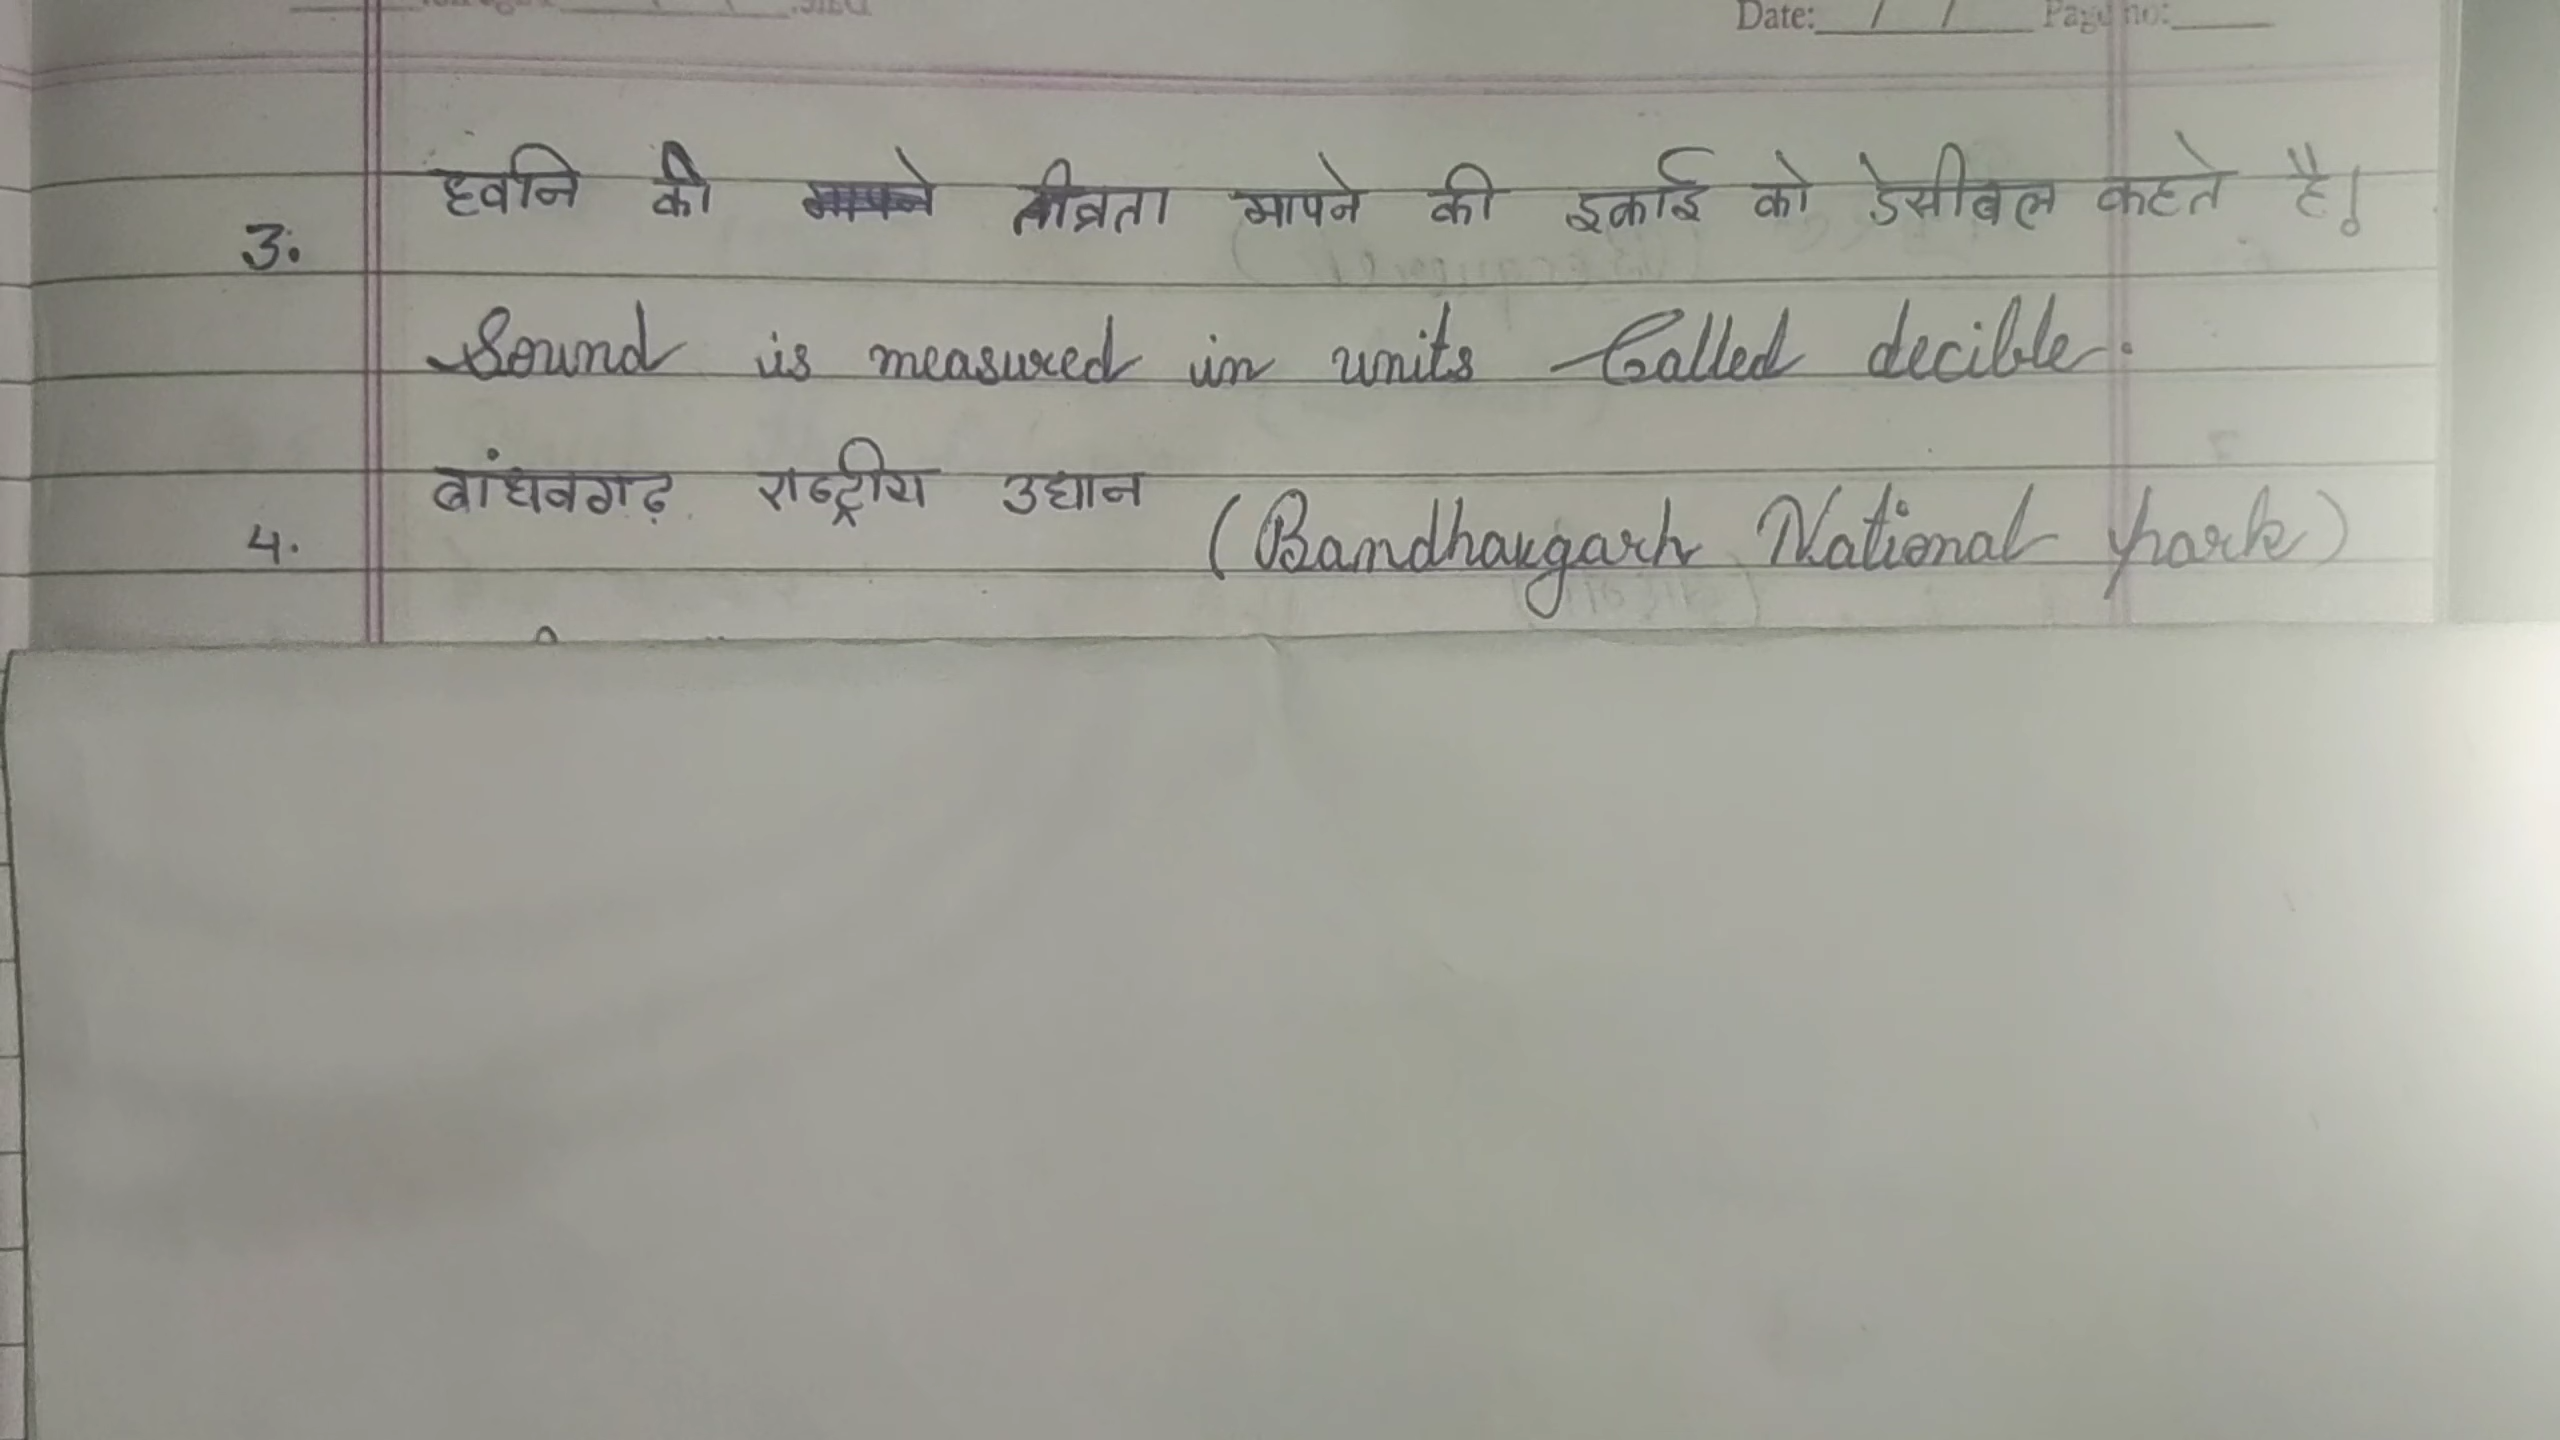 Date: / / Page no:
3. ध्वनि की मापने तीव्रता मापने की इकाई को डेसीबल कहते है।
Sound is measured in units Called decible.
4. बांधवगढ़ राष्ट्रीय उद्यान (Bandhavgarh National park)